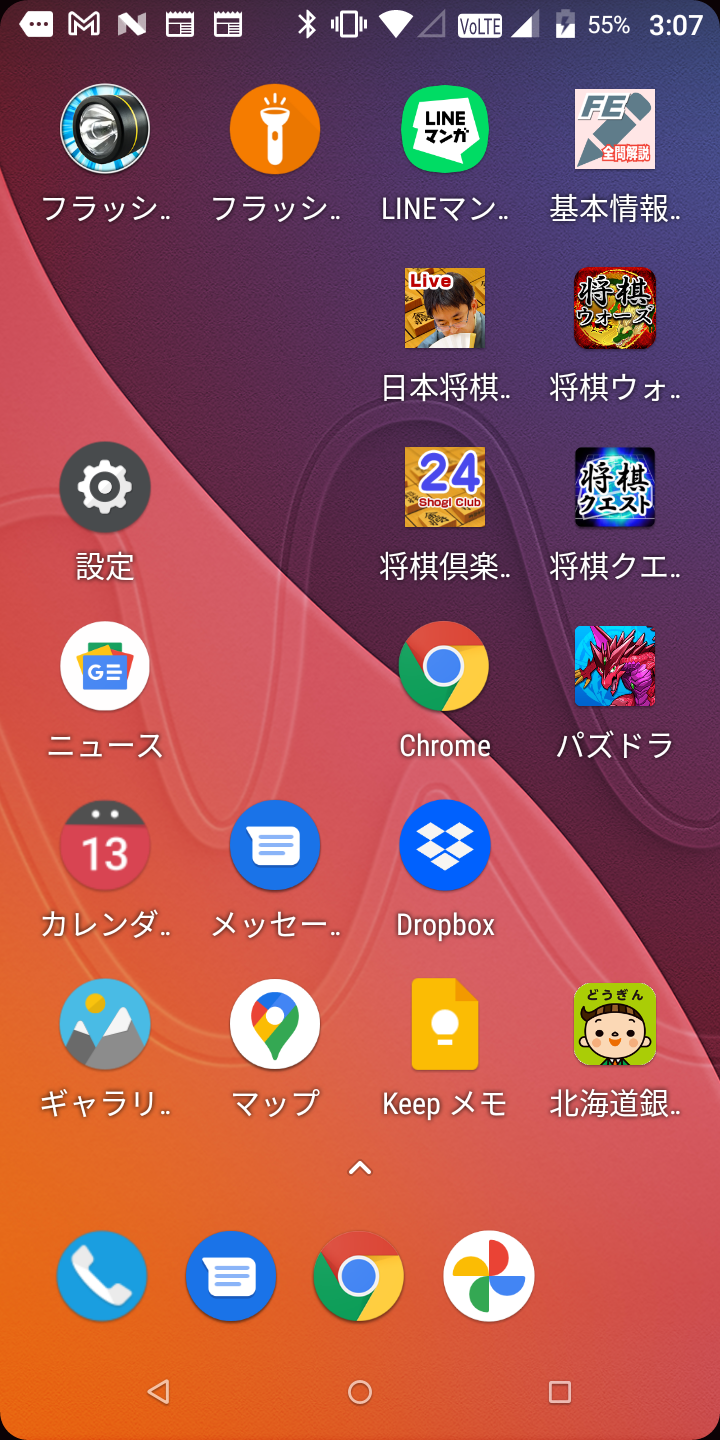 VoLTE 55% 3:07
LINE
マンガ
FE
全問解説
フラッシ.. フラッシ.. LINEマン.. 基本情報..
Live
将棋
ウォーズ
日本将棋.. 将棋ウォ..
24
Shogi Club
将棋
クエスト
設定 将棋倶楽.. 将棋クエ..
GE
ニュース Chrome パズドラ
13
カレンダ.. メッセー.. Dropbox
どうぎん
ギャラリ.. マップ Keep メモ 北海道銀..